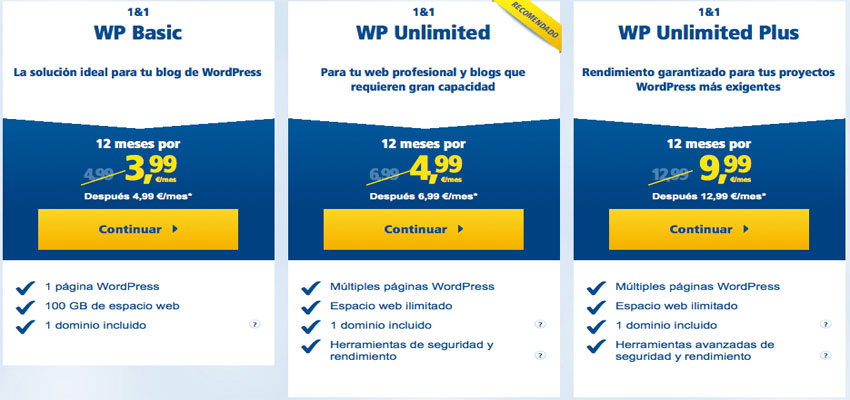 1&1
WP Basic
La solución ideal para tu blog de WordPress
12 meses por
4,99 3,99 €/mes
Después 4,99 €/mes*
Continuar
1 página WordPress
100 GB de espacio web
1 dominio incluido ?
RECOMENDADO
1&1
WP Unlimited
Para tu web profesional y blogs que
requieren gran capacidad
12 meses por
6,99 4,99 €/mes
Después 6,99 €/mes*
Continuar
Múltiples páginas WordPress
Espacio web ilimitado
1 dominio incluido ?
Herramientas de seguridad y
rendimiento ?
1&1
WP Unlimited Plus
Rendimiento garantizado para tus proyectos
WordPress más exigentes
12 meses por
12,99 9,99 €/mes
Después 12,99 €/mes*
Continuar
Múltiples páginas WordPress
Espacio web ilimitado
1 dominio incluido ?
Herramientas avanzadas de
seguridad y rendimiento ?